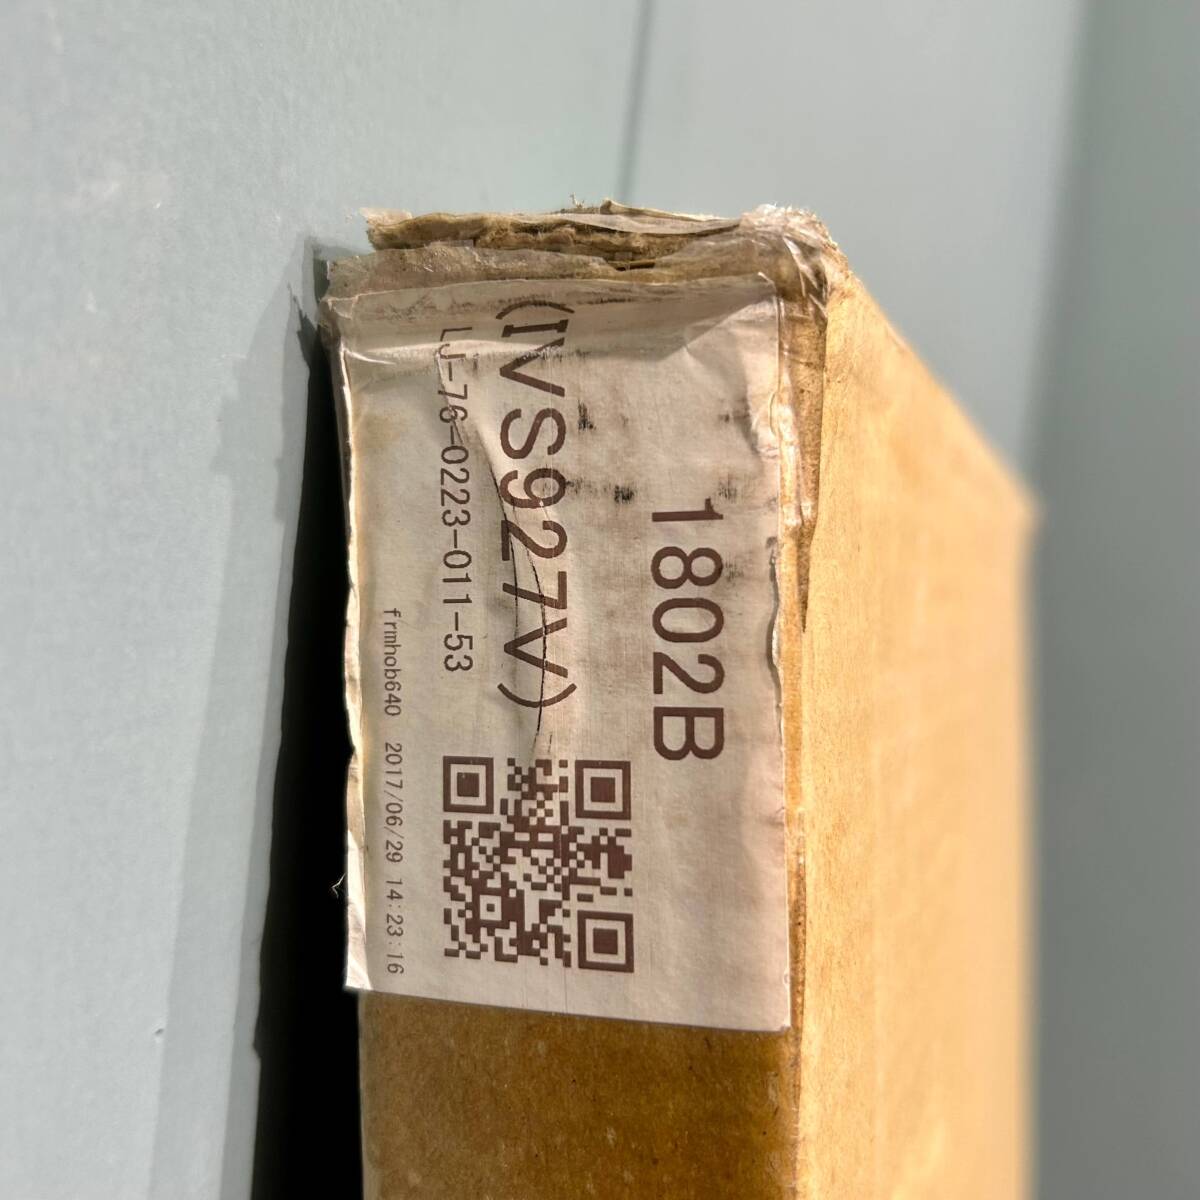 1802B
(IVS927V)
LJ-76-0223-011-53
frmhob640 2017/06/29 14:23:16